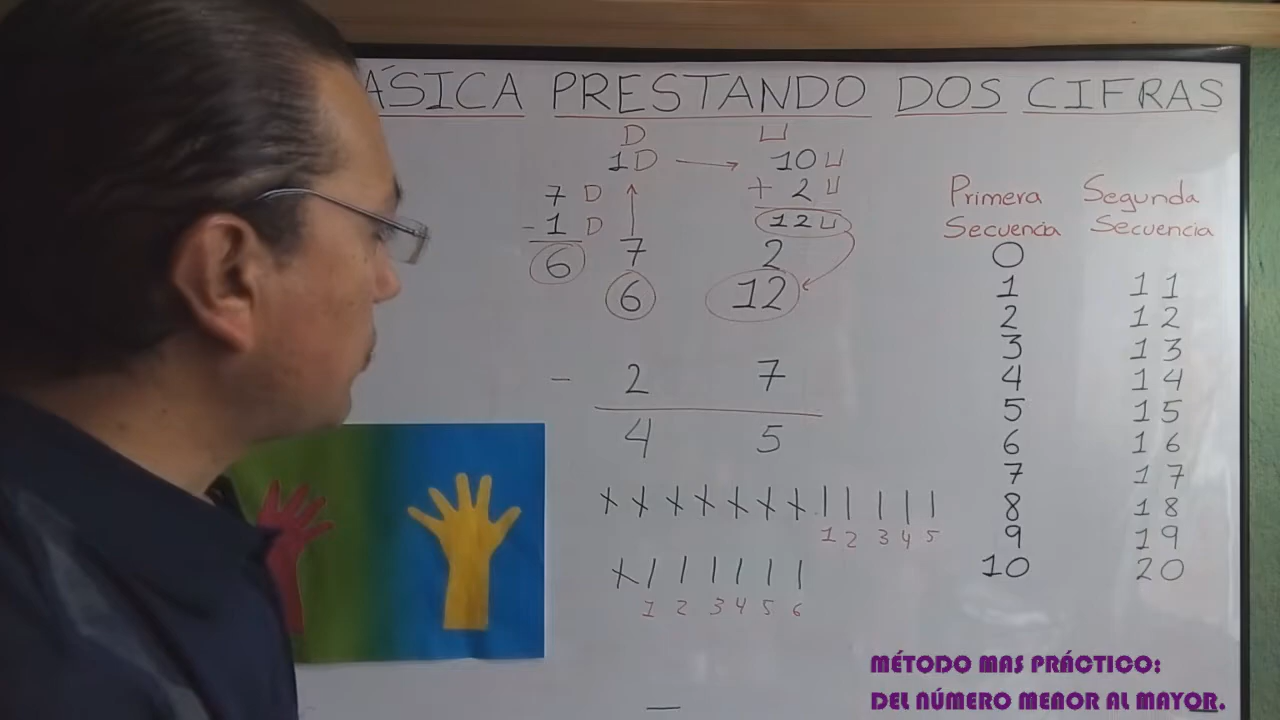 ÁSICA PRESTANDO DOS CIFRAS
D U
1D → 10U
7 D + 2 U
- 1 D 12U
6 7 2
6 12
- 2 7
4 5
1 2 3 4 5
1 2 3 4 5 6
Primera Segunda
Secuencia Secuencia
0
1 11
2 12
3 13
4 14
5 15
6 16
7 17
8 18
9 19
10 20
MÉTODO MAS PRÁCTICO:
DEL NÚMERO MENOR AL MAYOR.